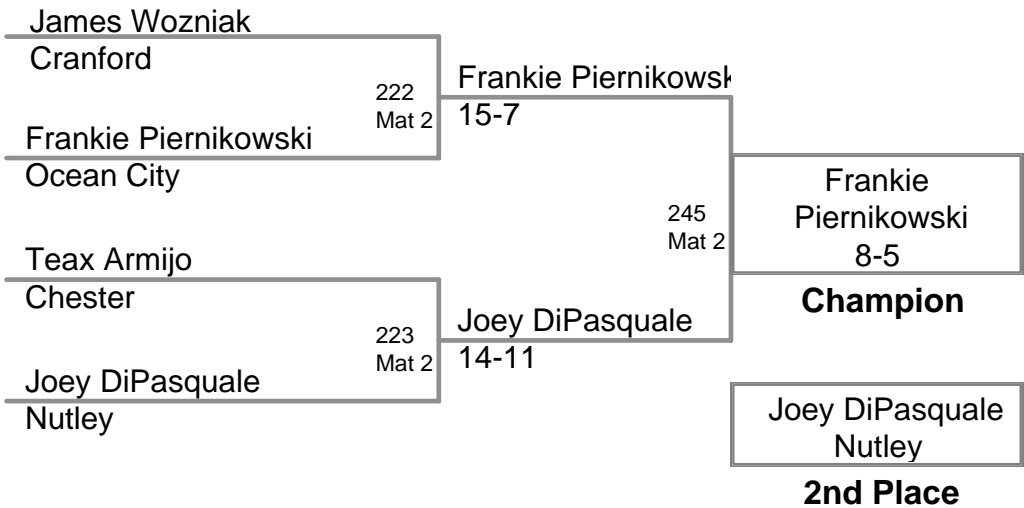 James Wozniak
Cranford
222
Mat 2
Frankie Piernikowski
Ocean City
Frankie Piernikowsk
15-7
Teax Armijo
Chester
223
Mat 2
Joey DiPasquale
Nutley
Joey DiPasquale
14-11
245
Mat 2
Frankie
Piernikowski
8-5
Champion
Joey DiPasquale
Nutley
2nd Place